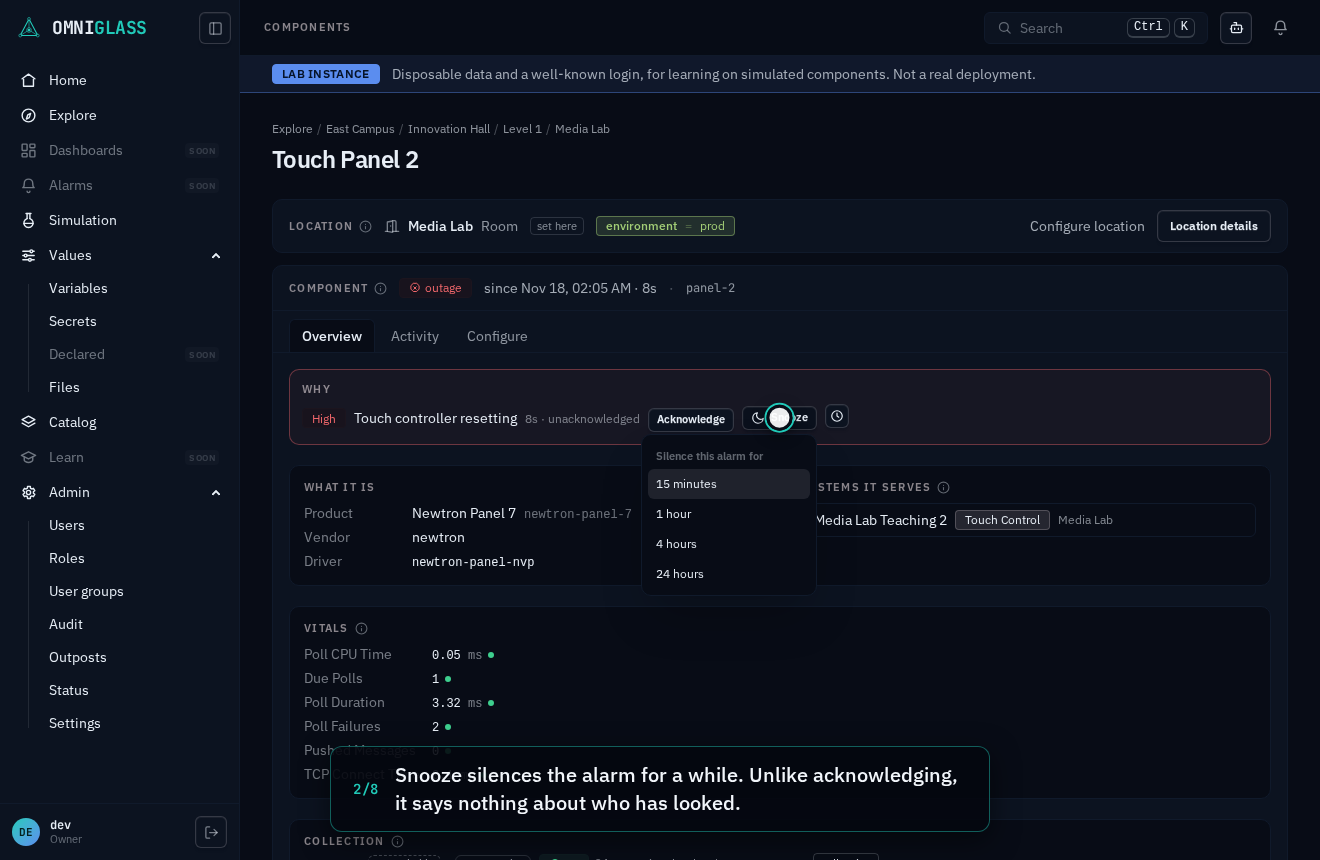 OMNIGLASS
COMPONENTS
Search
Ctrl K
LAB INSTANCE Disposable data and a well-known login, for learning on simulated components. Not a real deployment.
Home
Explore
Dashboards SOON
Alarms SOON
Simulation
Values
Variables
Secrets
Declared SOON
Files
Catalog
Learn SOON
Admin
Users
Roles
User groups
Audit
Outposts
Status
Settings
DE dev
Owner
Explore / East Campus / Innovation Hall / Level 1 / Media Lab
Touch Panel 2
LOCATION Media Lab Room set here environment = prod Configure location Location details
COMPONENT outage since Nov 18, 02:05 AM · 8s · panel-2
Overview Activity Configure
WHY
High Touch controller resetting 8s · unacknowledged Acknowledge
Silence this alarm for
15 minutes
1 hour
4 hours
24 hours
WHAT IT IS
Product Newtron Panel 7 newtron-panel-7
Vendor newtron
Driver newtron-panel-nvp
IT SERVES
Media Lab Teaching 2 Touch Control Media Lab
VITALS
Poll CPU Time 0.05 ms
Due Polls 1
Poll Duration 3.32 ms
Poll Failures 2
Pushed Messages 0
TCP Connect
2/8 Snooze silences the alarm for a while. Unlike acknowledging,
it says nothing about who has looked.
COLLECTION